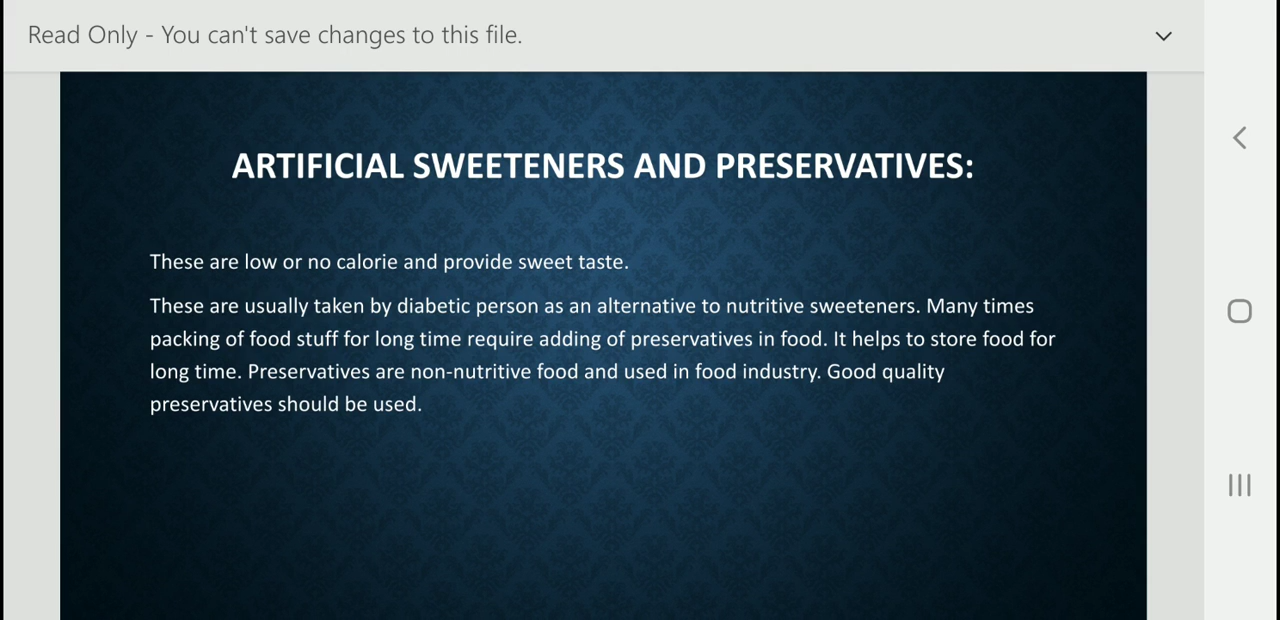 Read Only - You can't save changes to this file.
ARTIFICIAL SWEETENERS AND PRESERVATIVES:
These are low or no calorie and provide sweet taste.
These are usually taken by diabetic person as an alternative to nutritive sweeteners. Many times
packing of food stuff for long time require adding of preservatives in food. It helps to store food for
long time. Preservatives are non-nutritive food and used in food industry. Good quality
preservatives should be used.